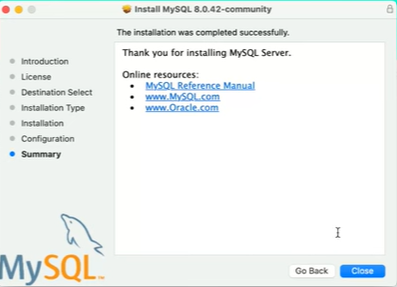 Install MySQL 8.0.42-community
The installation was completed successfully.
Introduction
License
Destination Select
Installation Type
Installation
Configuration
Summary
Thank you for installing MySQL Server.
Online resources:
MySQL Reference Manual
www.MySQL.com
www.Oracle.com
MySQL™
Go Back
Close